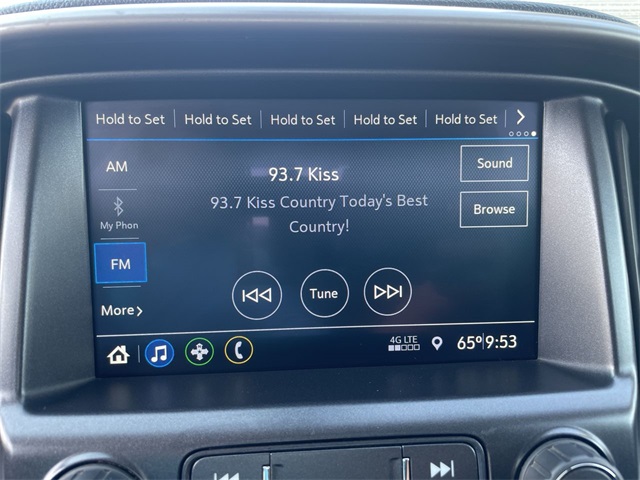 Hold to Set Hold to Set Hold to Set Hold to Set Hold to Set
AM
93.7 Kiss
Sound
93.7 Kiss Country Today's Best
Country!
Browse
My Phon
FM
Tune
More
4G LTE
65° 9:53